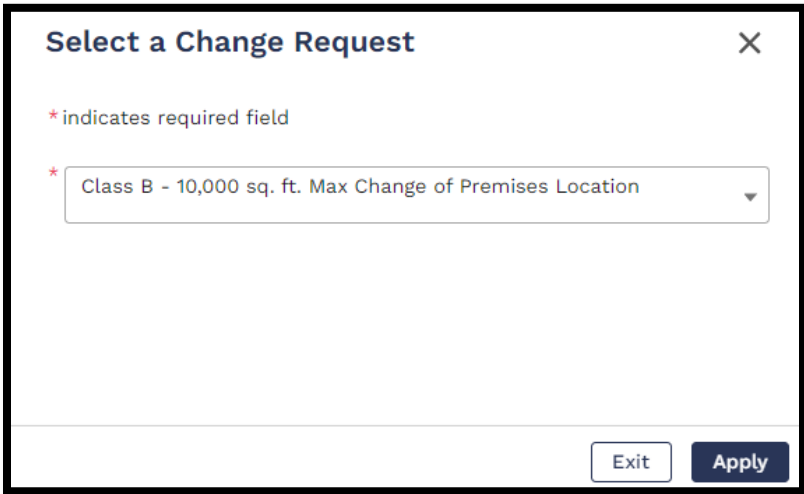 Select a Change Request
* indicates required field
*
Class B - 10,000 sq. ft. Max Change of Premises Location
Exit
Apply